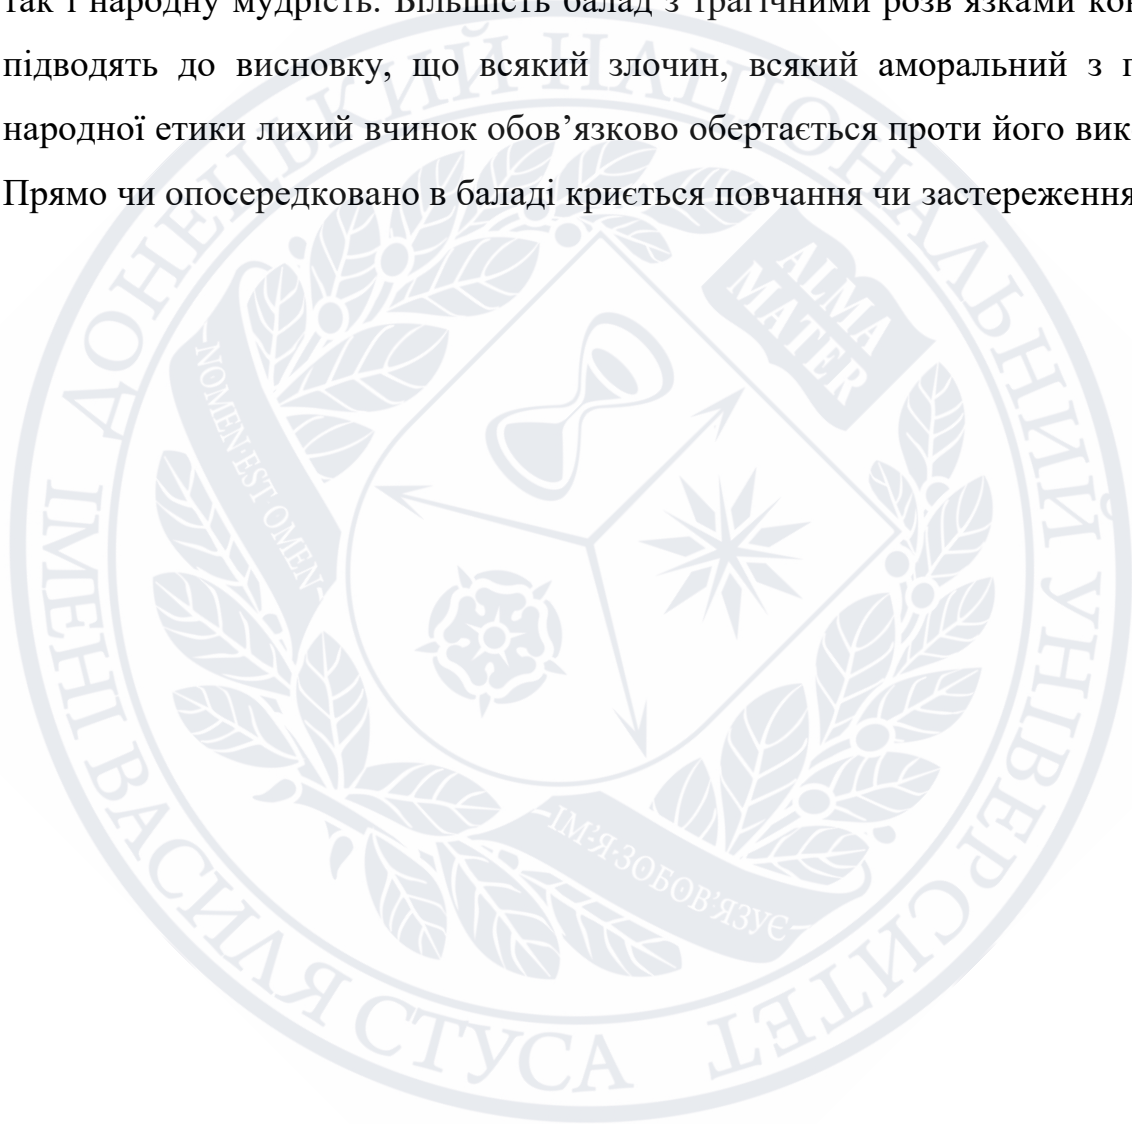 так і народну мудрість. Більшість балад з трагічними розв’язками
підводять до висновку, що всякий злочин, всякий аморальний з
народної етики лихий вчинок обов’язково обертається проти його
Прямо чи опосередковано в баладі криється повчання чи застереження
ДОНЕЦЬКИЙ НАЦІОНАЛЬНИЙ УНІВЕРСИТЕТ
ІМЕНІ ВАСИЛЯ СТУСА
ALMA
MATER
NOMEN·EST·OMEN
ІМ’Я·ЗОБОВ’ЯЗУЄ